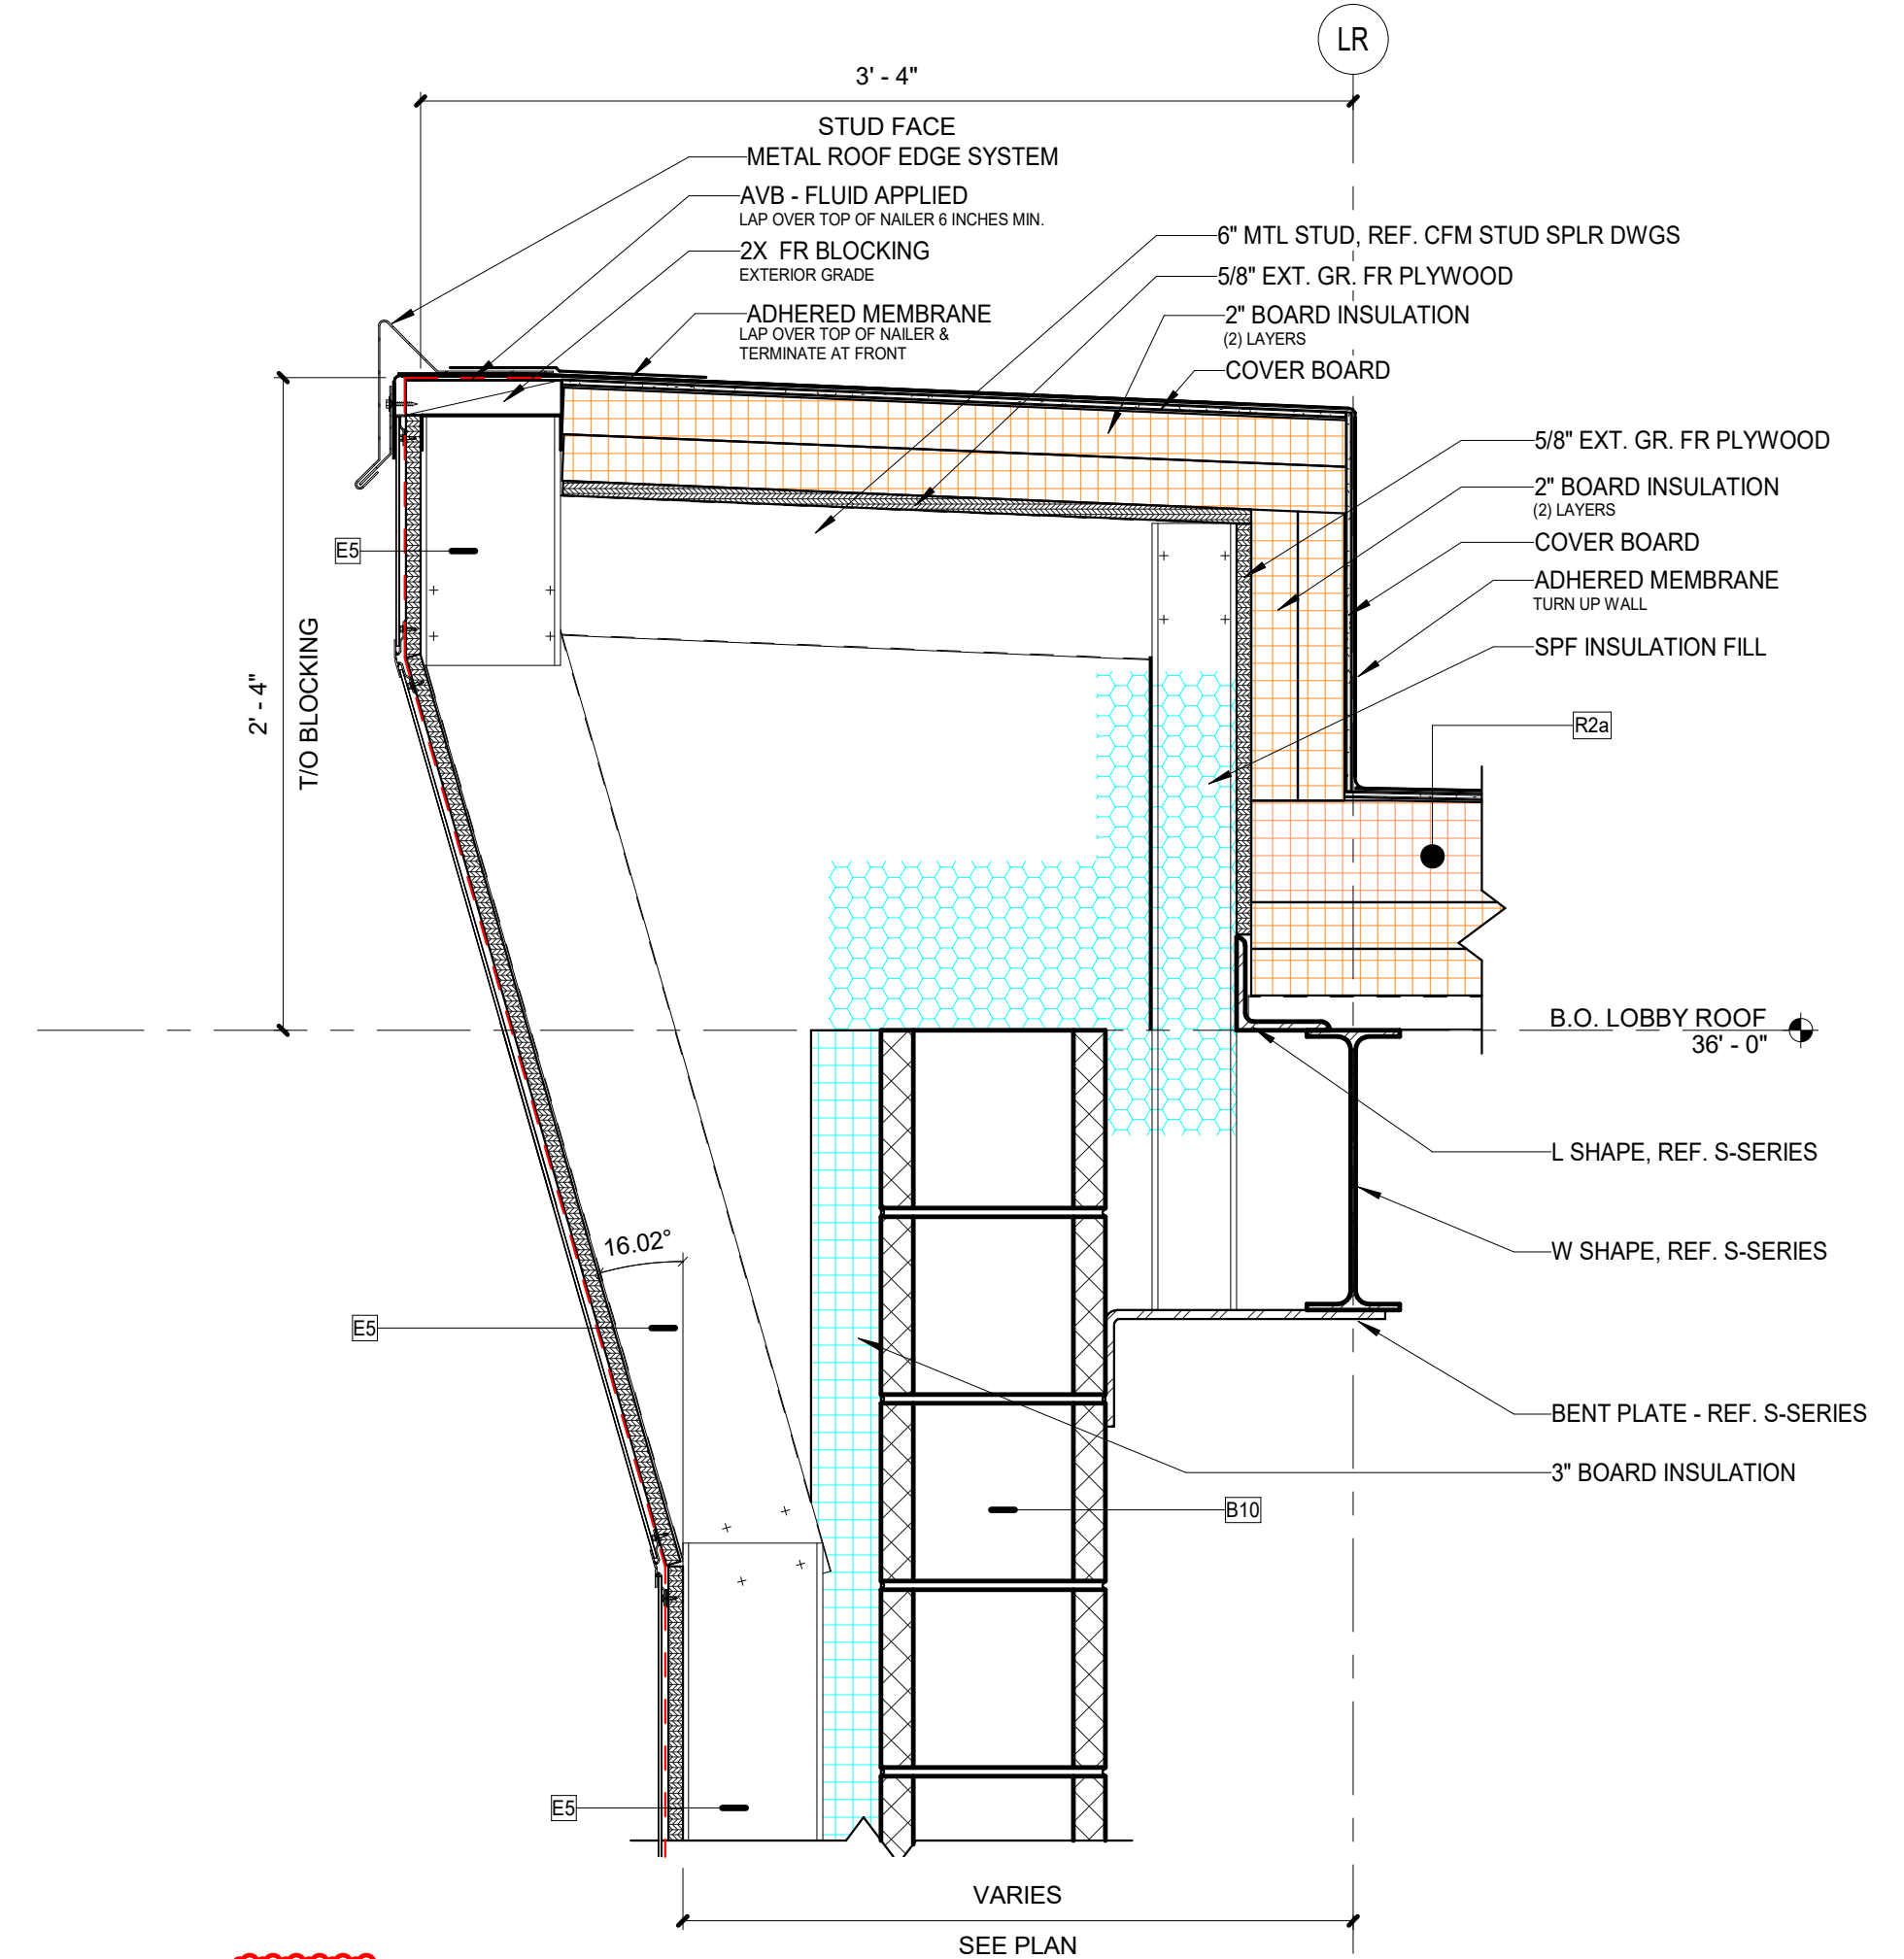 LR
3' - 4"
STUD FACE
METAL ROOF EDGE SYSTEM
AVB - FLUID APPLIED
LAP OVER TOP OF NAILER 6 INCHES MIN.
2X FR BLOCKING
EXTERIOR GRADE
ADHERED MEMBRANE
LAP OVER TOP OF NAILER &
TERMINATE AT FRONT
6" MTL STUD, REF. CFM STUD SPLR DWGS
5/8" EXT. GR. FR PLYWOOD
2" BOARD INSULATION
(2) LAYERS
COVER BOARD
5/8" EXT. GR. FR PLYWOOD
2" BOARD INSULATION
(2) LAYERS
COVER BOARD
ADHERED MEMBRANE
TURN UP WALL
SPF INSULATION FILL
E5
R2a
2' - 4"
T/O BLOCKING
B.O. LOBBY ROOF
36' - 0"
L SHAPE, REF. S-SERIES
W SHAPE, REF. S-SERIES
16.02°
E5
BENT PLATE - REF. S-SERIES
3" BOARD INSULATION
B10
E5
VARIES
SEE PLAN